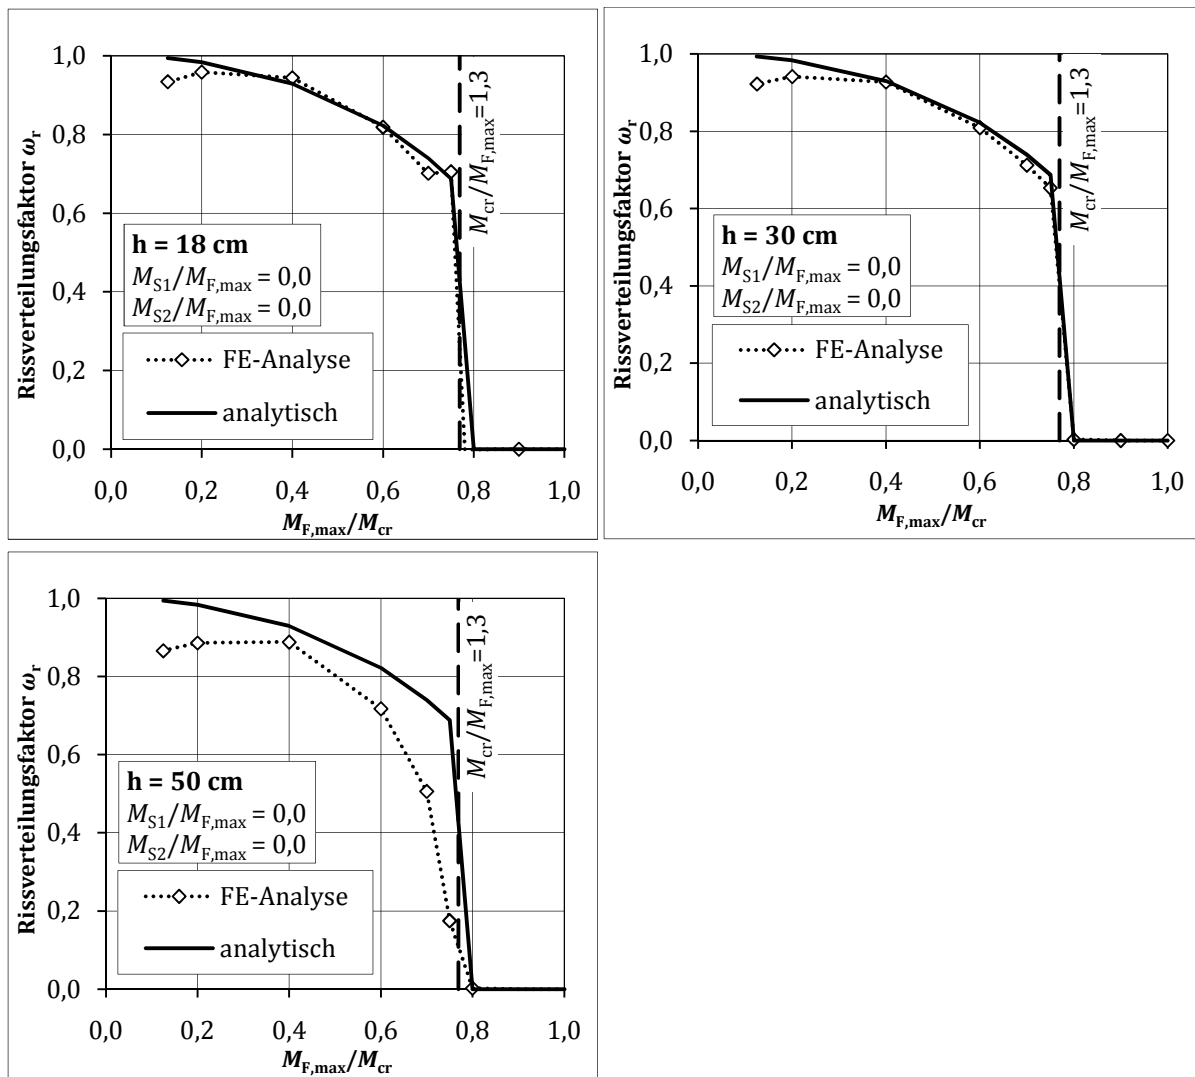 1,0
0,8
0,6
0,4
0,2
0,0
Rissverteilungsfaktor ωr
h = 18 cm
MS1/MF,max = 0,0
MS2/MF,max = 0,0
FE-Analyse
analytisch
Mcr/MF,max=1,3
0,0 0,2 0,4 0,6 0,8 1,0
MF,max/Mcr
1,0
0,8
0,6
0,4
0,2
0,0
Rissverteilungsfaktor ωr
h = 30 cm
MS1/MF,max = 0,0
MS2/MF,max = 0,0
FE-Analyse
analytisch
Mcr/MF,max=1,3
0,0 0,2 0,4 0,6 0,8 1,0
MF,max/Mcr
1,0
0,8
0,6
0,4
0,2
0,0
Rissverteilungsfaktor ωr
h = 50 cm
MS1/MF,max = 0,0
MS2/MF,max = 0,0
FE-Analyse
analytisch
Mcr/MF,max=1,3
0,0 0,2 0,4 0,6 0,8 1,0
MF,max/Mcr